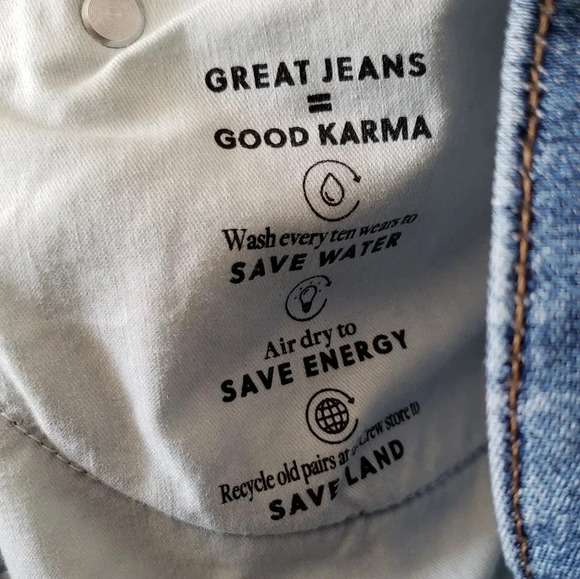 GREAT JEANS
=
GOOD KARMA
Wash every ten wears to
SAVE WATER
Air dry to
SAVE ENERGY
Recycle old pairs at Crew store to
SAVE LAND